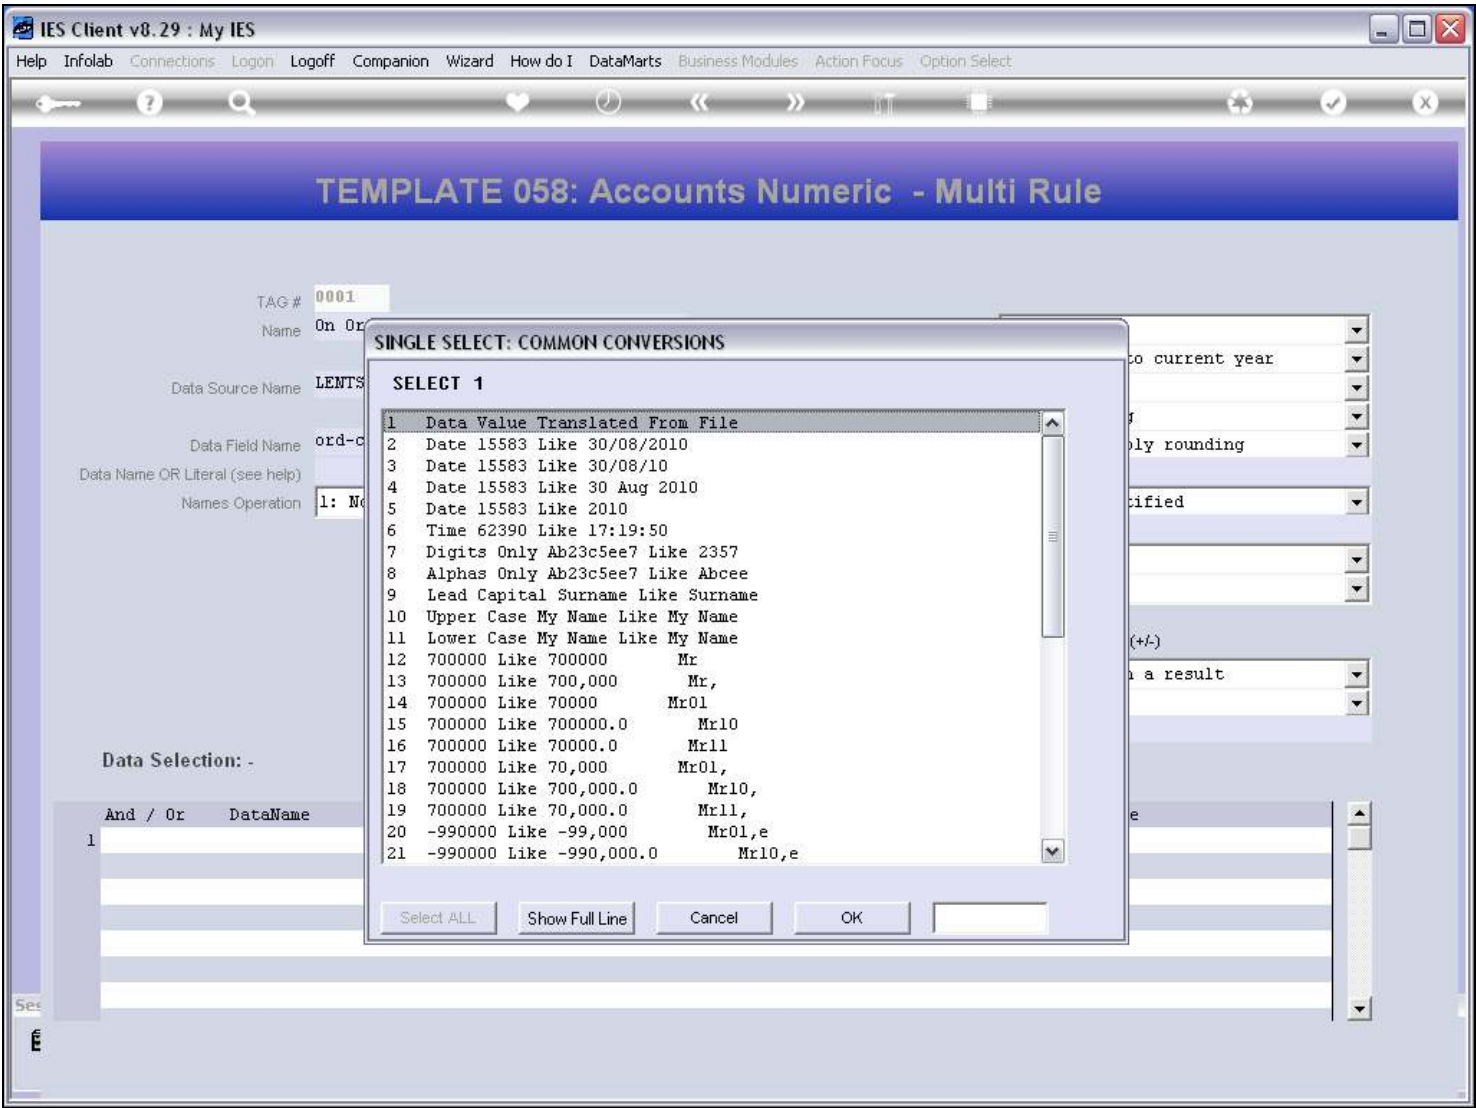 IES Client v8.29 : My IES
Help Infolab Connections Logon Logoff Companion Wizard How do I DataMarts Business Modules Action Focus Option Select
TEMPLATE 058: Accounts Numeric - Multi Rule
TAG # 0001
Name On Or
to current year
Data Source Name LENTS
Data Field Name ord-c
ply rounding
Data Name OR Literal (see help)
Names Operation 1: No
tified
(+/-)
n a result
SINGLE SELECT: COMMON CONVERSIONS
SELECT 1
1 Data Value Translated From File
2 Date 15583 Like 30/08/2010
3 Date 15583 Like 30/08/10
4 Date 15583 Like 30 Aug 2010
5 Date 15583 Like 2010
6 Time 62390 Like 17:19:50
7 Digits Only Ab23c5ee7 Like 2357
8 Alphas Only Ab23c5ee7 Like Abcee
9 Lead Capital Surname Like Surname
10 Upper Case My Name Like My Name
11 Lower Case My Name Like My Name
12 700000 Like 700000 Mr
13 700000 Like 700,000 Mr,
14 700000 Like 70000 Mr01
15 700000 Like 700000.0 Mr10
16 700000 Like 70000.0 Mr11
17 700000 Like 70,000 Mr01,
18 700000 Like 700,000.0 Mr10,
19 700000 Like 70,000.0 Mr11,
20 -990000 Like -99,000 Mr01,e
21 -990000 Like -990,000.0 Mr10,e
Select ALL Show Full Line Cancel OK
Data Selection: -
And / Or DataName e
1
Ses